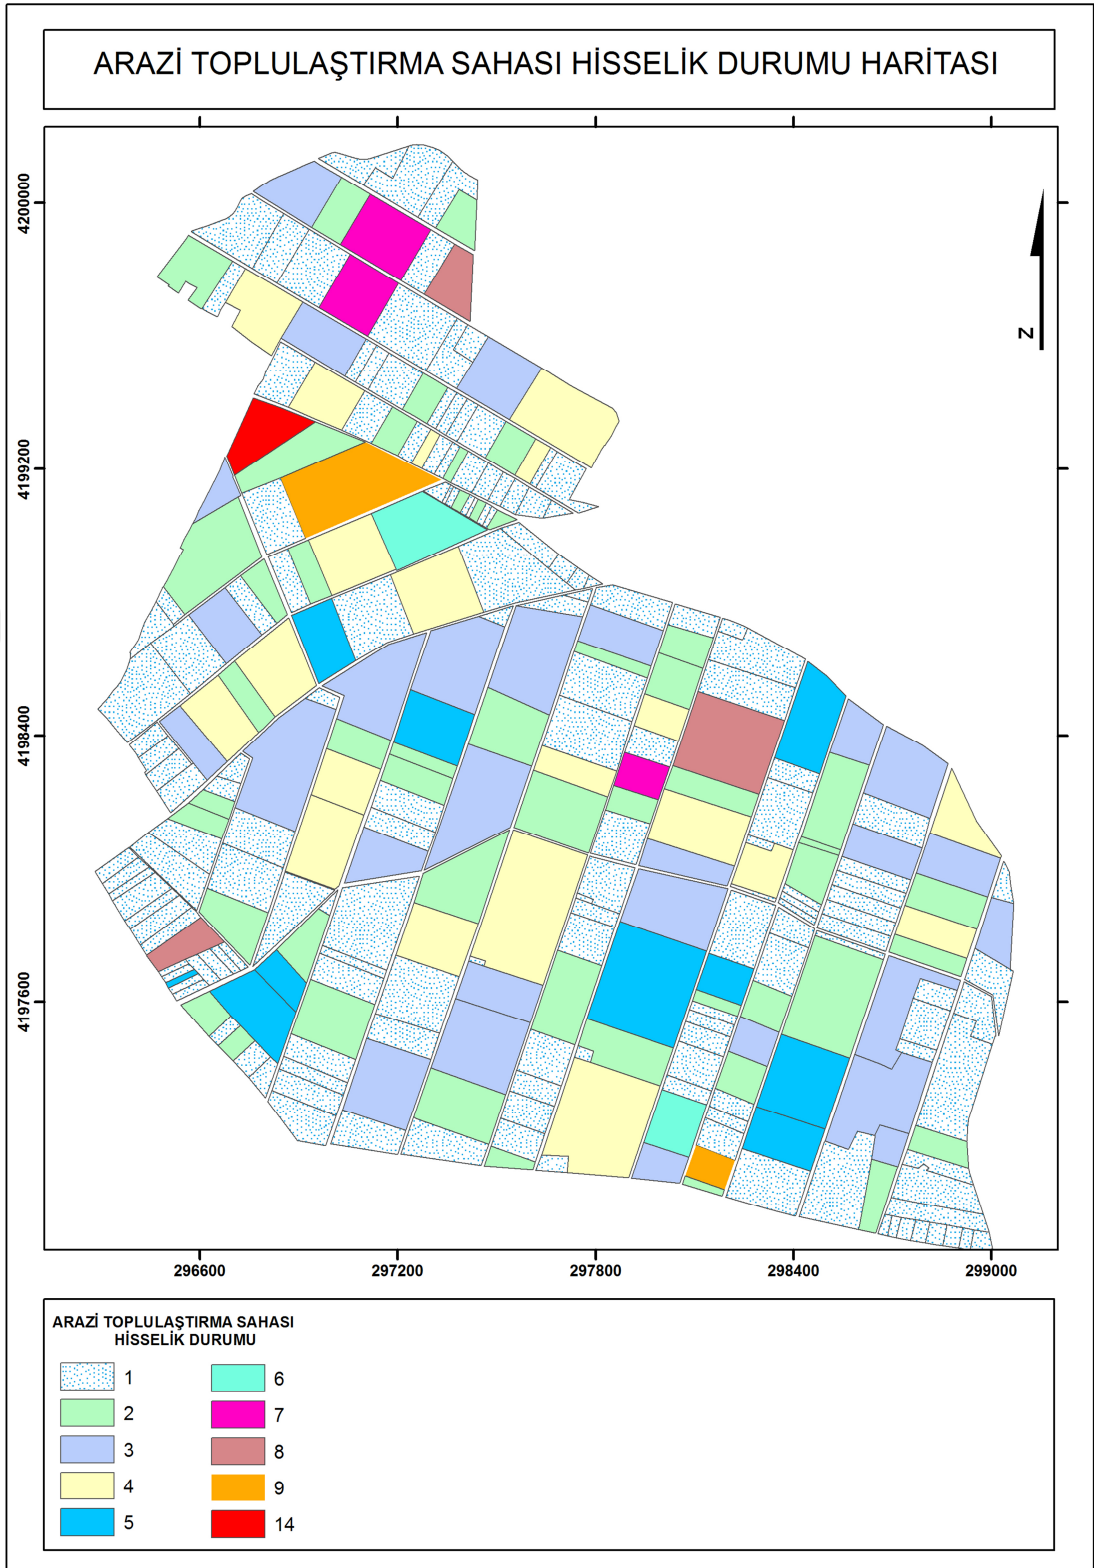 ARAZİ TOPLULAŞTIRMA SAHASI HİSSELİK DURUMU HARİTASI
4200000
4199200
4198400
4197600
Z
296600 297200 297800 298400 299000
ARAZİ TOPLULAŞTIRMA SAHASI
HİSSELİK DURUMU
1
2
3
4
5
6
7
8
9
14